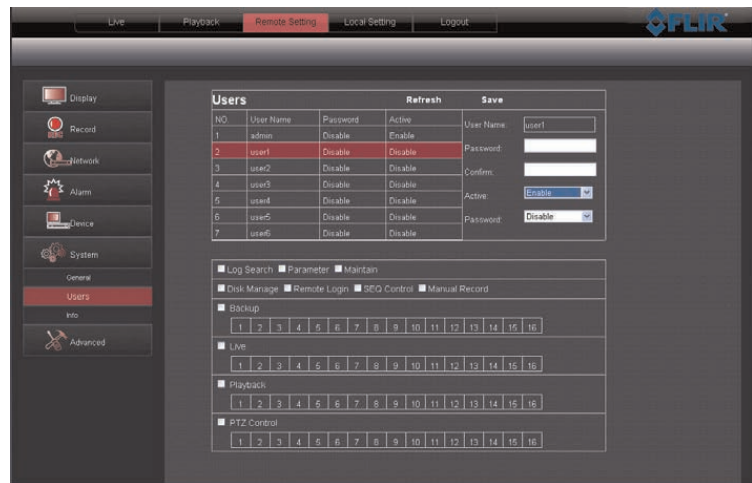 Live Playback Remote Setting Local Setting Logout
FLIR
Display
Record
REC
Network
Alarm
Device
System
General
Users
Info
Advanced
Users Refresh Save
NO. User Name Password Active
1 admin Disable Enable
2 user1 Disable Disable
3 user2 Disable Disable
4 user3 Disable Disable
5 user4 Disable Disable
6 user5 Disable Disable
7 user6 Disable Disable
User Name: user1
Password:
Confirm:
Active: Enable
Password: Disable
Log Search Parameter Maintain
Disk Manage Remote Login SEQ Control Manual Record
Backup
1 2 3 4 5 6 7 8 9 10 11 12 13 14 15 16
Live
1 2 3 4 5 6 7 8 9 10 11 12 13 14 15 16
Playback
1 2 3 4 5 6 7 8 9 10 11 12 13 14 15 16
PTZ Control
1 2 3 4 5 6 7 8 9 10 11 12 13 14 15 16